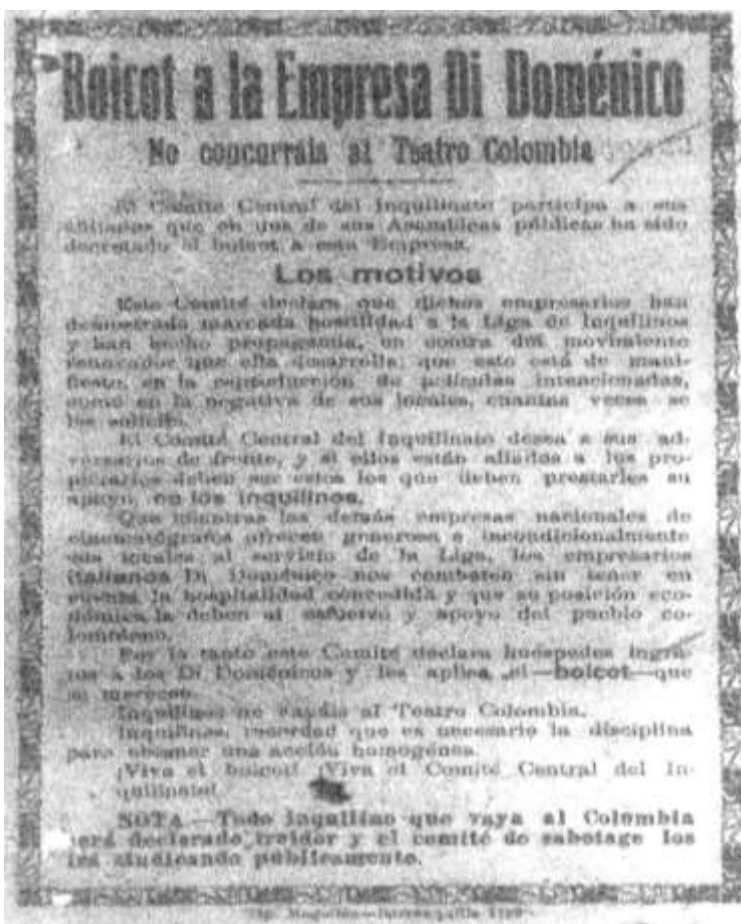 Boicot a la Empresa Di Doménico
No concurráis al Teatro Colombia
El Comité Central del Inquilinato participa a sus
afiliados que en una de sus Asambleas públicas ha sido
decretado el boicot a esta Empresa.
Los motivos
Este Comité declara que dichos empresarios han
demostrado marcada hostilidad a la Liga de Inquilinos
y han hecho propaganda, en contra del movimiento
renovador que ella desarrolla; que esto está de mani-
fiesto en la reproducción de películas intencionadas,
como en la negativa de sus locales, cuantas veces se
les solicitó.
El Comité Central del Inquilinato desea a sus ad-
versarios de frente, y si ellos están aliados a los pro-
pietarios deben ser estos los que deben prestarles su
apoyo, no los inquilinos.
Que mientras las demás empresas nacionales de
cinematógrafos ofrecen generosa e incondicionalmente
sus locales al servicio de la Liga, los empresarios
italianos Di Doménico nos combaten sin tener en
cuenta la hospitalidad concedida y que su posición eco-
nómica la deben al esfuerzo y apoyo del pueblo co-
lombiano.
Por lo tanto este Comité declara huéspedes ingra-
tos a los Di Doménicos y les aplica el—boicot—que
se merecen.
Inquilinos no vayáis al Teatro Colombia.
Inquilinos, recordad que es necesario la disciplina
para obtener una acción homogénea.
¡Viva el boicot! ¡Viva el Comité Central del In-
quilinato!
NOTA—Todo inquilino que vaya al Colombia
será declarado traidor y el comité de sabotage los
irá sindicando públicamente.
Tip. Mogollón